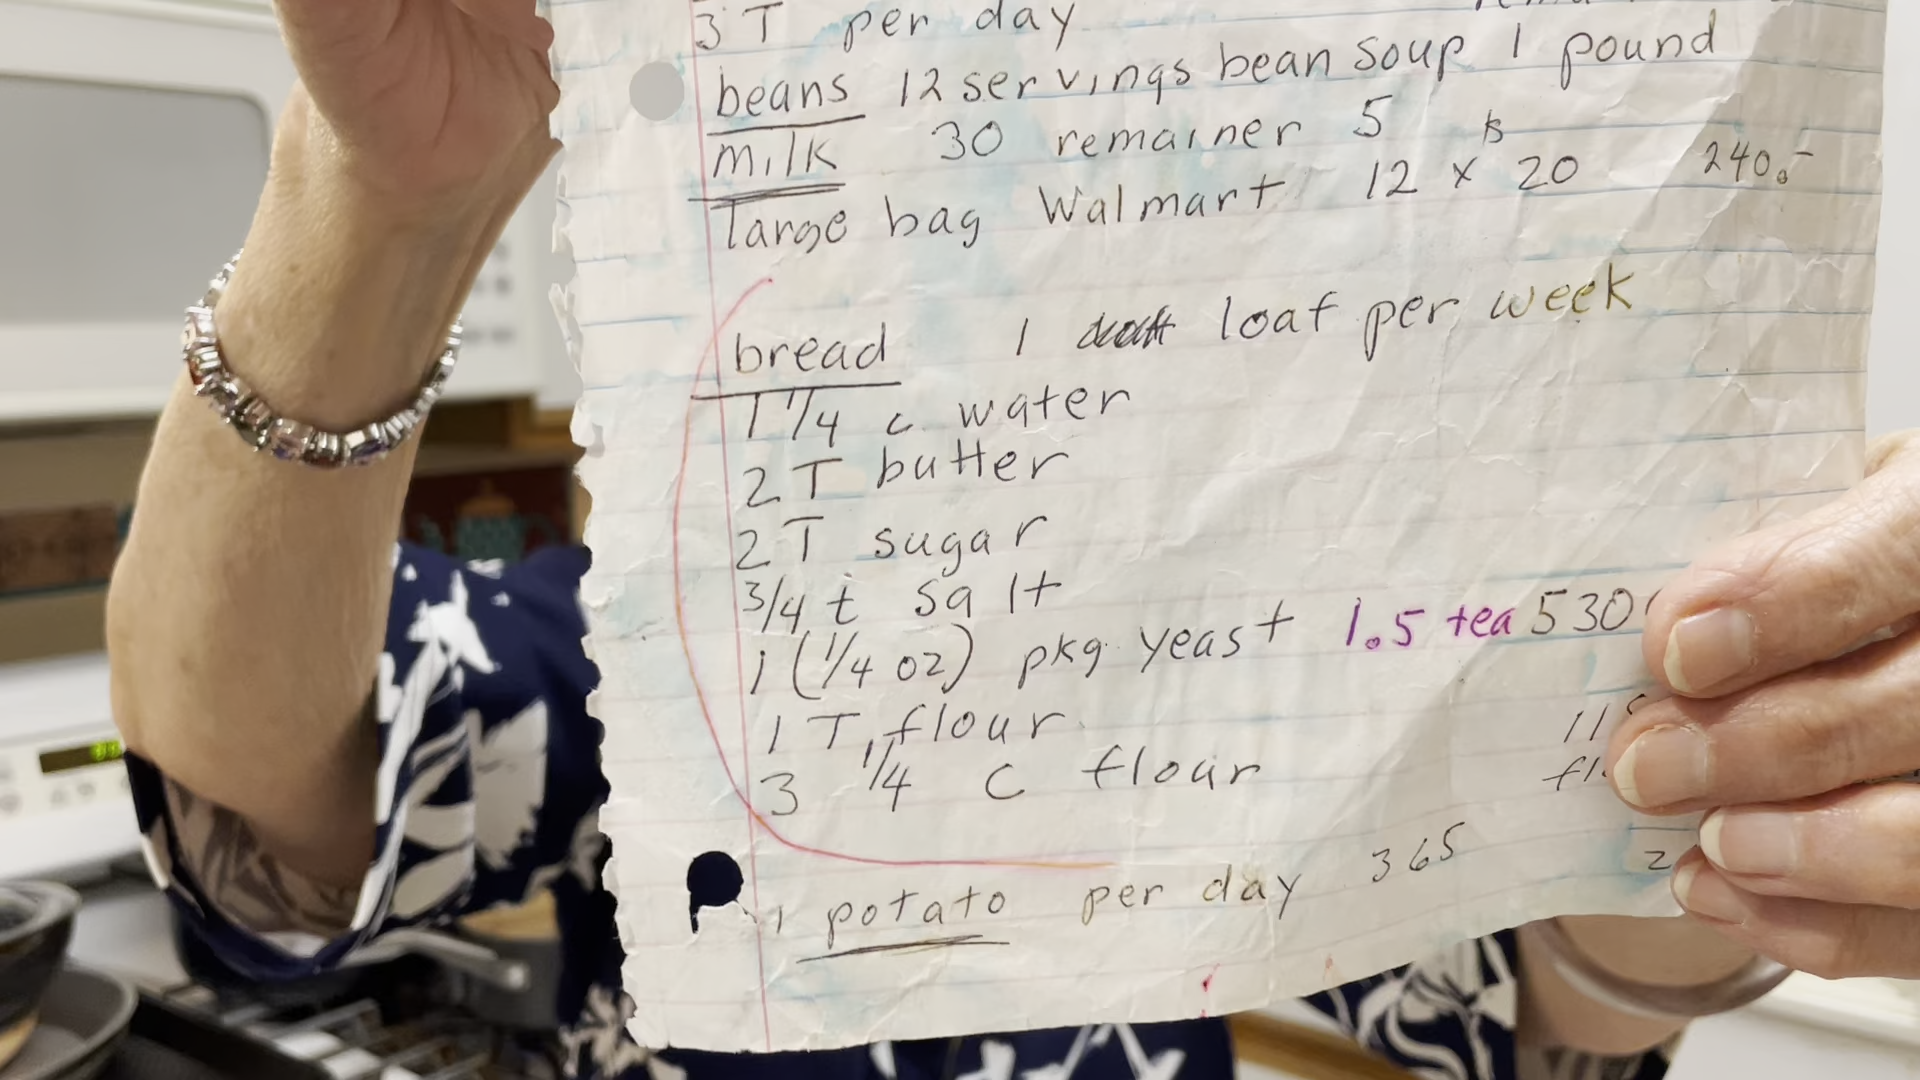 3 T per day
beans 12 servings bean soup 1 pound
milk 30 remainer 5
large bag Walmart 12 x 20 240.-
bread 1 loaf per week
1 1/4 c water
2 T butter
2 T sugar
3/4 t salt
1 (1/4 oz) pkg yeast 1.5 tea 530
1 T flour
3 1/4 c flour
1 potato per day 365